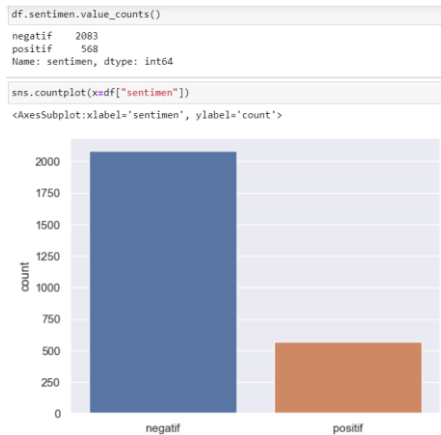 df.sentimen.value_counts()
negatif    2083
positif     568
Name: sentimen, dtype: int64
sns.countplot(x=df["sentimen"])
<AxesSubplot:xlabel='sentimen', ylabel='count'>
2000
1750
1500
1250
1000
750
500
250
0
count
negatif
positif